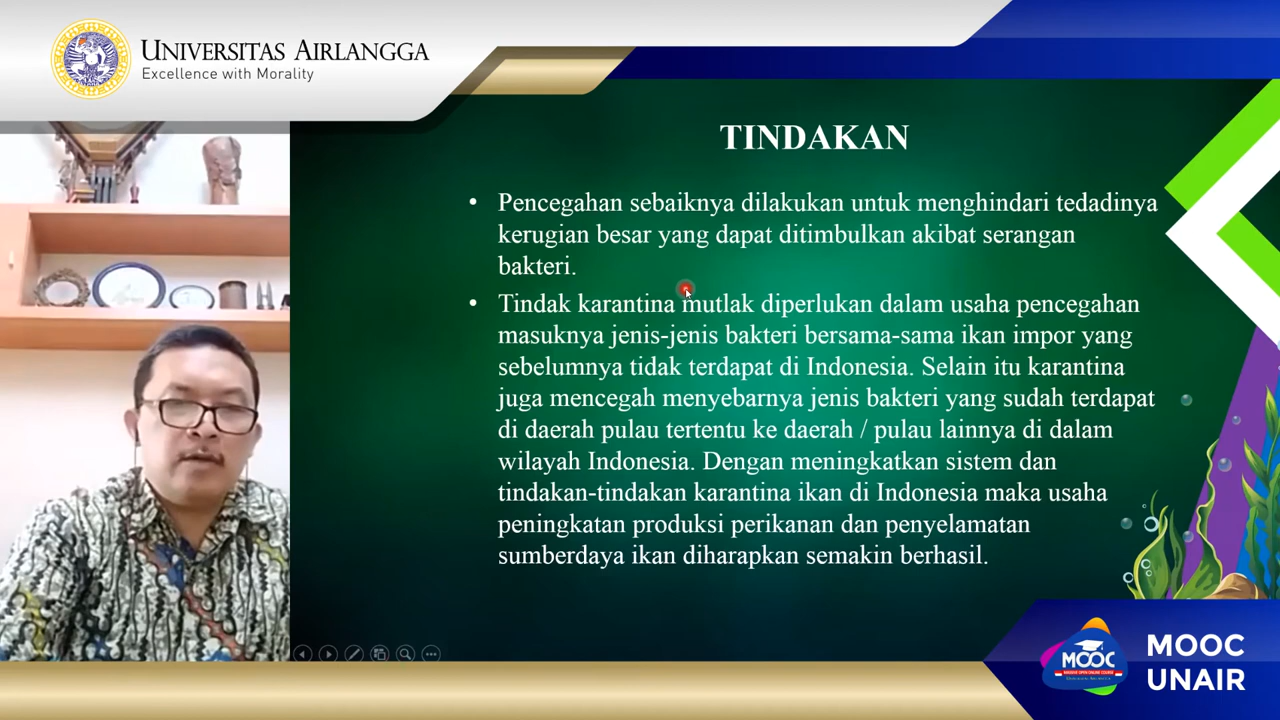 UNIVERSITAS AIRLANGGA
Excellence with Morality
TINDAKAN
• Pencegahan sebaiknya dilakukan untuk menghindari tedadinya
kerugian besar yang dapat ditimbulkan akibat serangan
bakteri.
• Tindak karantina mutlak diperlukan dalam usaha pencegahan
masuknya jenis-jenis bakteri bersama-sama ikan impor yang
sebelumnya tidak terdapat di Indonesia. Selain itu karantina
juga mencegah menyebarnya jenis bakteri yang sudah terdapat
di daerah pulau tertentu ke daerah / pulau lainnya di dalam
wilayah Indonesia. Dengan meningkatkan sistem dan
tindakan-tindakan karantina ikan di Indonesia maka usaha
peningkatan produksi perikanan dan penyelamatan
sumberdaya ikan diharapkan semakin berhasil.
MOOC
MOOC
UNAIR